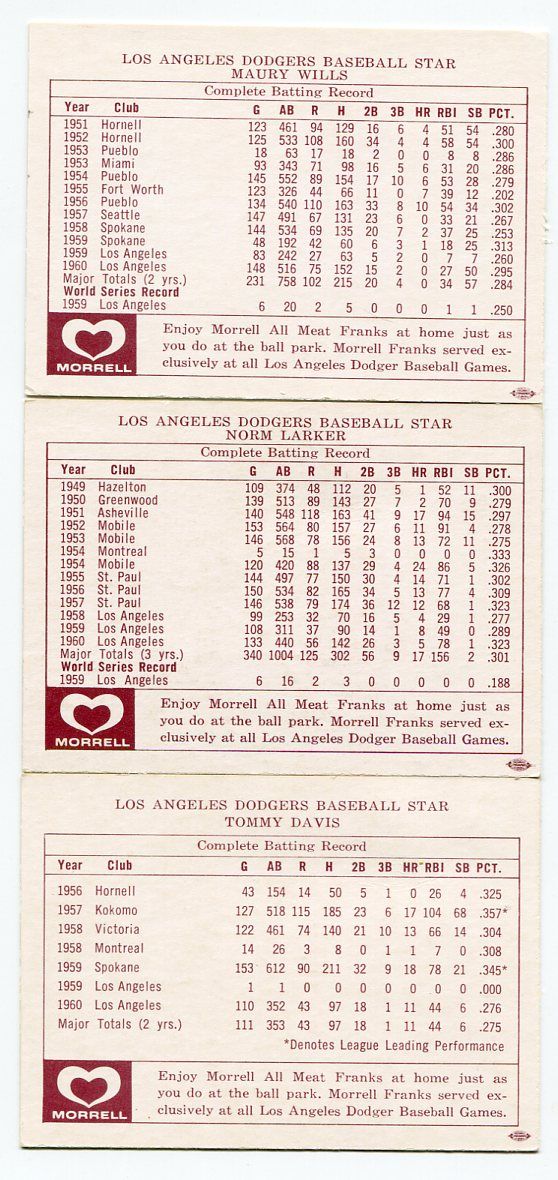 LOS ANGELES DODGERS BASEBALL STAR
MAURY WILLS
Complete Batting Record
Year Club G AB R H 2B 3B HR RBI SB PCT.
1951 Hornell 123 461 94 129 16 6 4 51 54 .280
1952 Hornell 125 533 108 160 34 4 4 58 54 .300
1953 Pueblo 18 63 17 18 2 0 0 8 8 .286
1953 Miami 93 343 71 98 16 5 6 31 20 .286
1954 Pueblo 145 552 89 154 17 10 6 53 28 .279
1955 Fort Worth 123 326 44 66 11 0 7 39 12 .202
1956 Pueblo 134 540 110 163 33 8 10 54 34 .302
1957 Seattle 147 491 67 131 23 6 0 33 21 .267
1958 Spokane 144 534 69 135 20 7 2 37 25 .253
1959 Spokane 48 192 42 60 6 3 1 18 25 .313
1959 Los Angeles 83 242 27 63 5 2 0 7 7 .260
1960 Los Angeles 148 516 75 152 15 2 0 27 50 .295
Major Totals (2 yrs.) 231 758 102 215 20 4 0 34 57 .284
World Series Record
1959 Los Angeles 6 20 2 5 0 0 0 1 1 .250
MORRELL
Enjoy Morrell All Meat Franks at home just as
you do at the ball park. Morrell Franks served ex-
clusively at all Los Angeles Dodger Baseball Games.
LOS ANGELES DODGERS BASEBALL STAR
NORM LARKER
Complete Batting Record
Year Club G AB R H 2B 3B HR RBI SB PCT.
1949 Hazelton 109 374 48 112 20 5 1 52 11 .300
1950 Greenwood 139 513 89 143 27 7 2 70 9 .279
1951 Asheville 140 548 118 163 41 9 17 94 15 .297
1952 Mobile 153 564 80 157 27 6 11 91 4 .278
1953 Mobile 146 568 78 156 24 8 13 72 11 .275
1954 Montreal 5 15 1 5 3 0 0 0 0 .333
1954 Mobile 120 420 88 137 29 4 24 86 5 .326
1955 St. Paul 144 497 77 150 30 4 14 71 1 .302
1956 St. Paul 150 534 82 165 34 5 13 77 4 .309
1957 St. Paul 146 538 79 174 36 12 12 68 1 .323
1958 Los Angeles 99 253 32 70 16 5 4 29 1 .277
1959 Los Angeles 108 311 37 90 14 1 8 49 0 .289
1960 Los Angeles 133 440 56 142 26 3 5 78 1 .323
Major Totals (3 yrs.) 340 1004 125 302 56 9 17 156 2 .301
World Series Record
1959 Los Angeles 6 16 2 3 0 0 0 0 0 .188
MORRELL
Enjoy Morrell All Meat Franks at home just as
you do at the ball park. Morrell Franks served ex-
clusively at all Los Angeles Dodger Baseball Games.
LOS ANGELES DODGERS BASEBALL STAR
TOMMY DAVIS
Complete Batting Record
Year Club G AB R H 2B 3B HR RBI SB PCT.
1956 Hornell 43 154 14 50 5 1 0 26 4 .325
1957 Kokomo 127 518 115 185 23 6 17 104 68 .357*
1958 Victoria 122 461 74 140 21 10 13 66 14 .304
1958 Montreal 14 26 3 8 0 1 1 7 0 .308
1959 Spokane 153 612 90 211 32 9 18 78 21 .345*
1959 Los Angeles 1 1 0 0 0 0 0 0 0 .000
1960 Los Angeles 110 352 43 97 18 1 11 44 6 .276
Major Totals (2 yrs.) 111 353 43 97 18 1 11 44 6 .275
*Denotes League Leading Performance
MORRELL
Enjoy Morrell All Meat Franks at home just as
you do at the ball park. Morrell Franks served ex-
clusively at all Los Angeles Dodger Baseball Games.